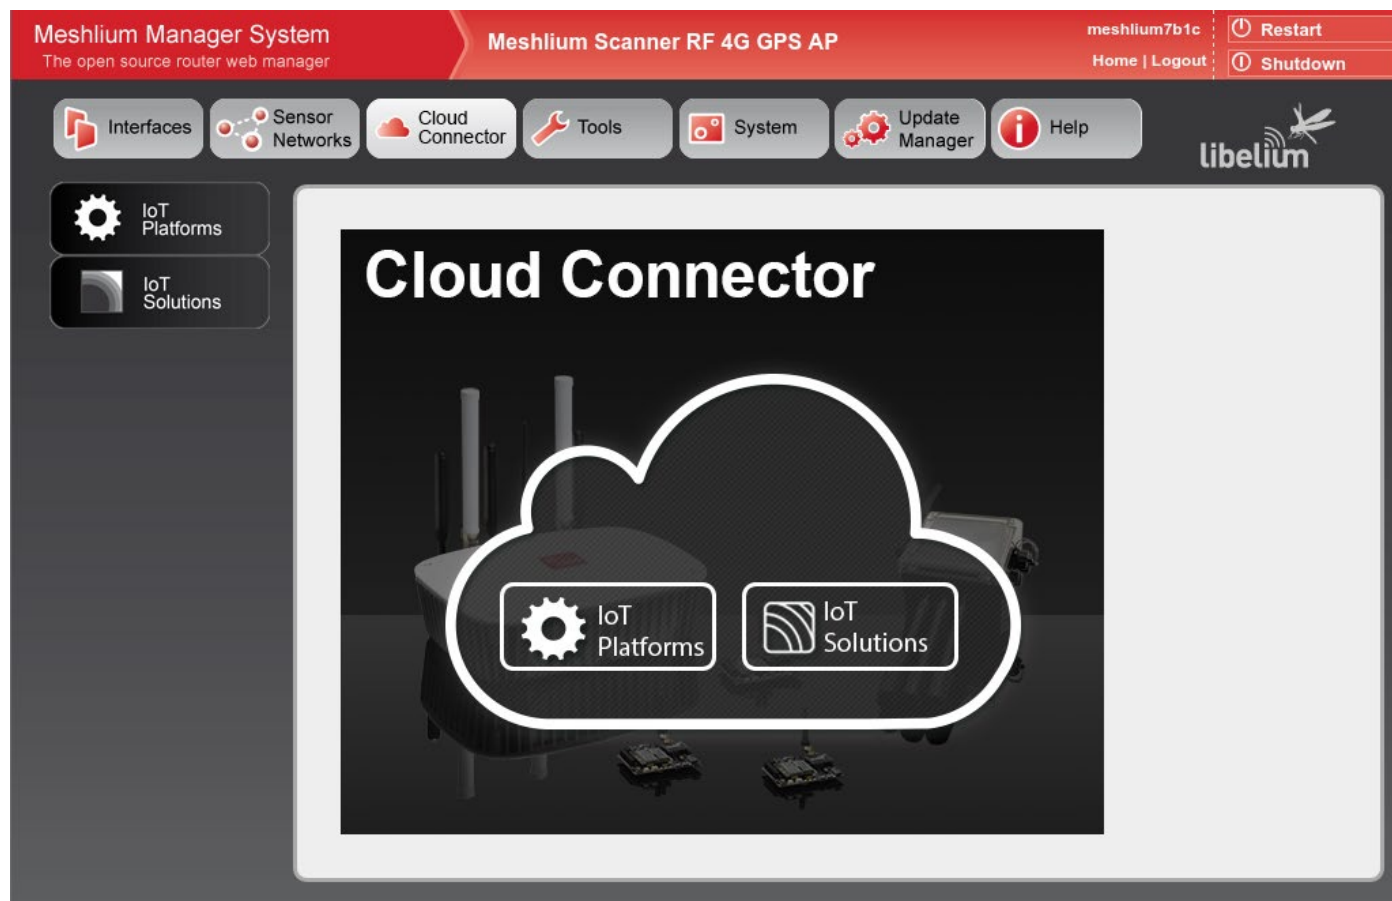 Meshlium Manager System
The open source router web manager
Meshlium Scanner RF 4G GPS AP
meshlium7b1c
Home | Logout
Restart
Shutdown
Interfaces
Sensor
Networks
Cloud
Connector
Tools
System
Update
Manager
Help
libelium
IoT
Platforms
IoT
Solutions
Cloud Connector
IoT
Platforms
IoT
Solutions